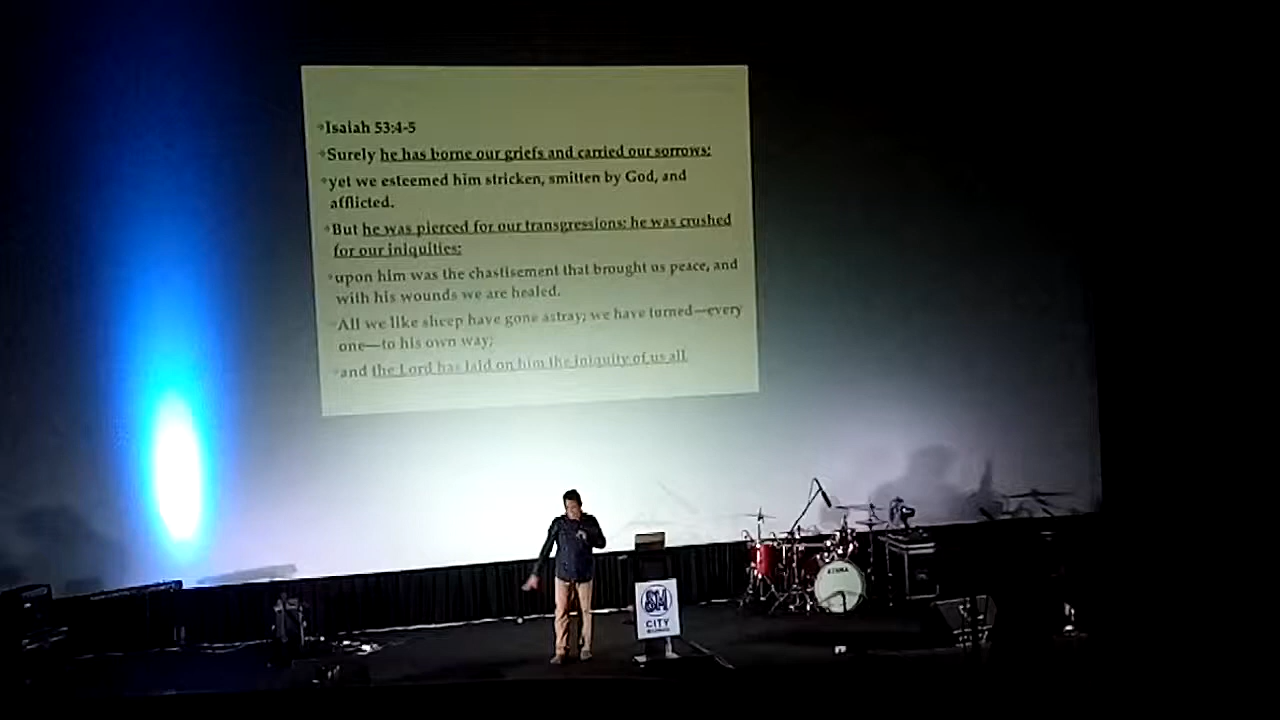 Isaiah 53:4-5
Surely he has borne our griefs and carried our sorrows;
yet we esteemed him stricken, smitten by God, and
afflicted.
But he was pierced for our transgressions; he was crushed
for our iniquities;
upon him was the chastisement that brought us peace, and
with his wounds we are healed.
All we like sheep have gone astray; we have turned—every
one—to his own way;
and the Lord has laid on him the iniquity of us all.
SM
CITY
TAMA